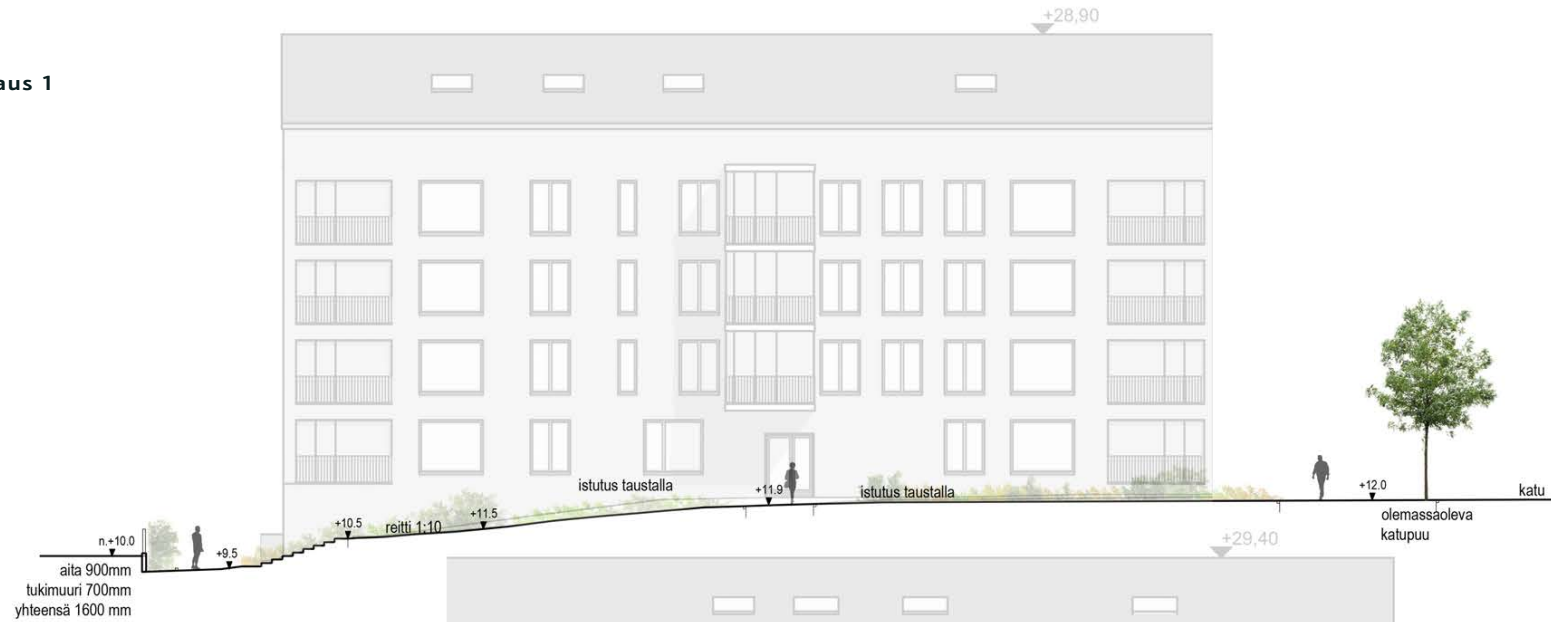 +28,90
aus 1
istutus taustalla
+11.9
istutus taustalla
+12.0
katu
+11.5
+10.5
reitti 1:10
olemassaoleva
katupuu
n.+10.0
+9.5
+29,40
aita 900mm
tukimuuri 700mm
yhteensä 1600 mm